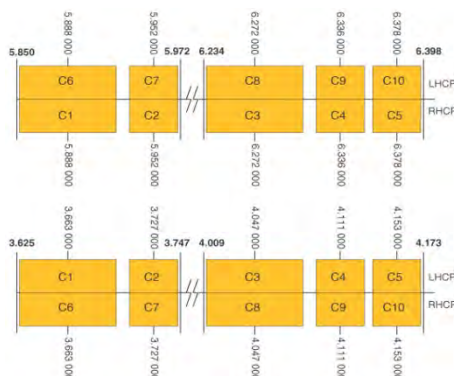 5.888 000 5.952 000 6.272 000 6.336 000 6.378 000
5.850 5.972 6.234 6.398
C6 C7 C8 C9 C10 LHCP
C1 C2 C3 C4 C5 RHCP
5.888 000 5.952 000 6.272 000 6.336 000 6.378 000
3.663 000 3.727 000 4.047 000 4.111 000 4.153 000
3.625 3.747 4.009 4.173
C1 C2 C3 C4 C5 LHCP
C6 C7 C8 C9 C10 RHCP
3.663 000 3.727 000 4.047 000 4.111 000 4.153 000